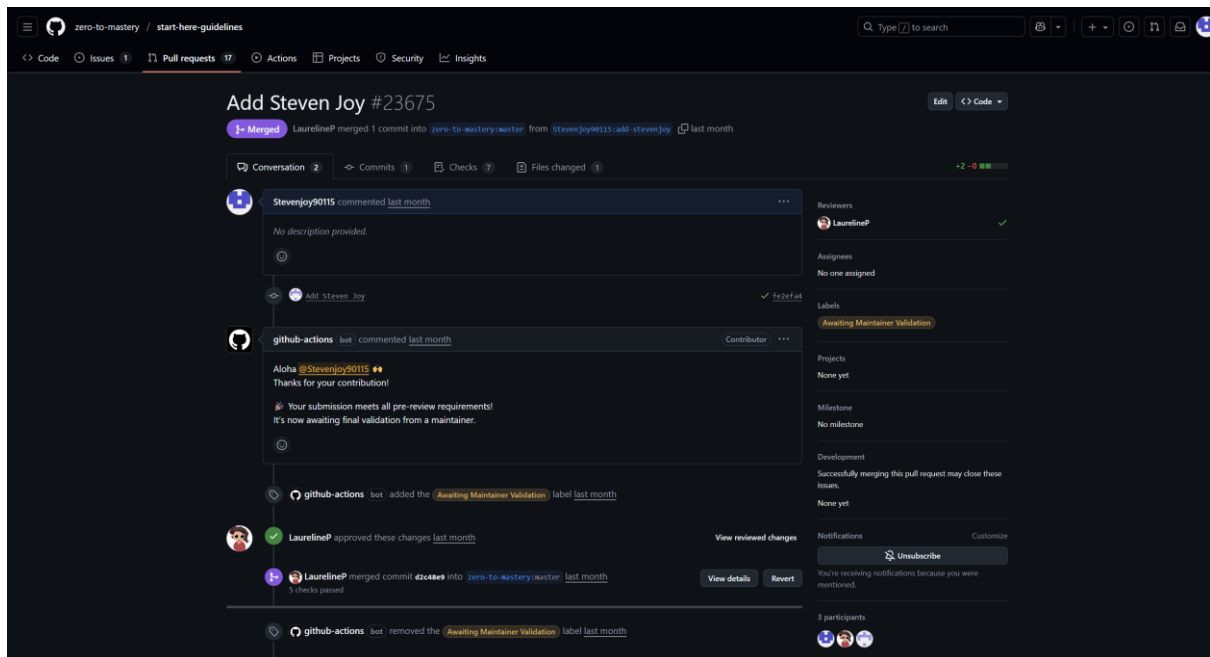 zero-to-mastery / start-here-guidelines
Type / to search
Code Issues 1 Pull requests 17 Actions Projects Security Insights
Add Steven Joy #23675
Edit Code
Merged LaurelineP merged 1 commit into zero-to-mastery:master from Stevenjoy90115:add-stevenjoy last month
Conversation 2 Commits 1 Checks 7 Files changed 1
+2 −0
Stevenjoy90115 commented last month
No description provided.
Add Steven Joy fe2efa4
github-actions bot commented last month Contributor
Aloha @Stevenjoy90115
Thanks for your contribution!
Your submission meets all pre-review requirements!
It's now awaiting final validation from a maintainer.
github-actions bot added the Awaiting Maintainer Validation label last month
LaurelineP approved these changes last month View reviewed changes
LaurelineP merged commit d2c48e9 into zero-to-mastery:master last month View details Revert
5 checks passed
github-actions bot removed the Awaiting Maintainer Validation label last month
Reviewers
LaurelineP
Assignees
No one assigned
Labels
Awaiting Maintainer Validation
Projects
None yet
Milestone
No milestone
Development
Successfully merging this pull request may close these
issues.
None yet
Notifications Customize
Unsubscribe
You're receiving notifications because you were
mentioned.
3 participants